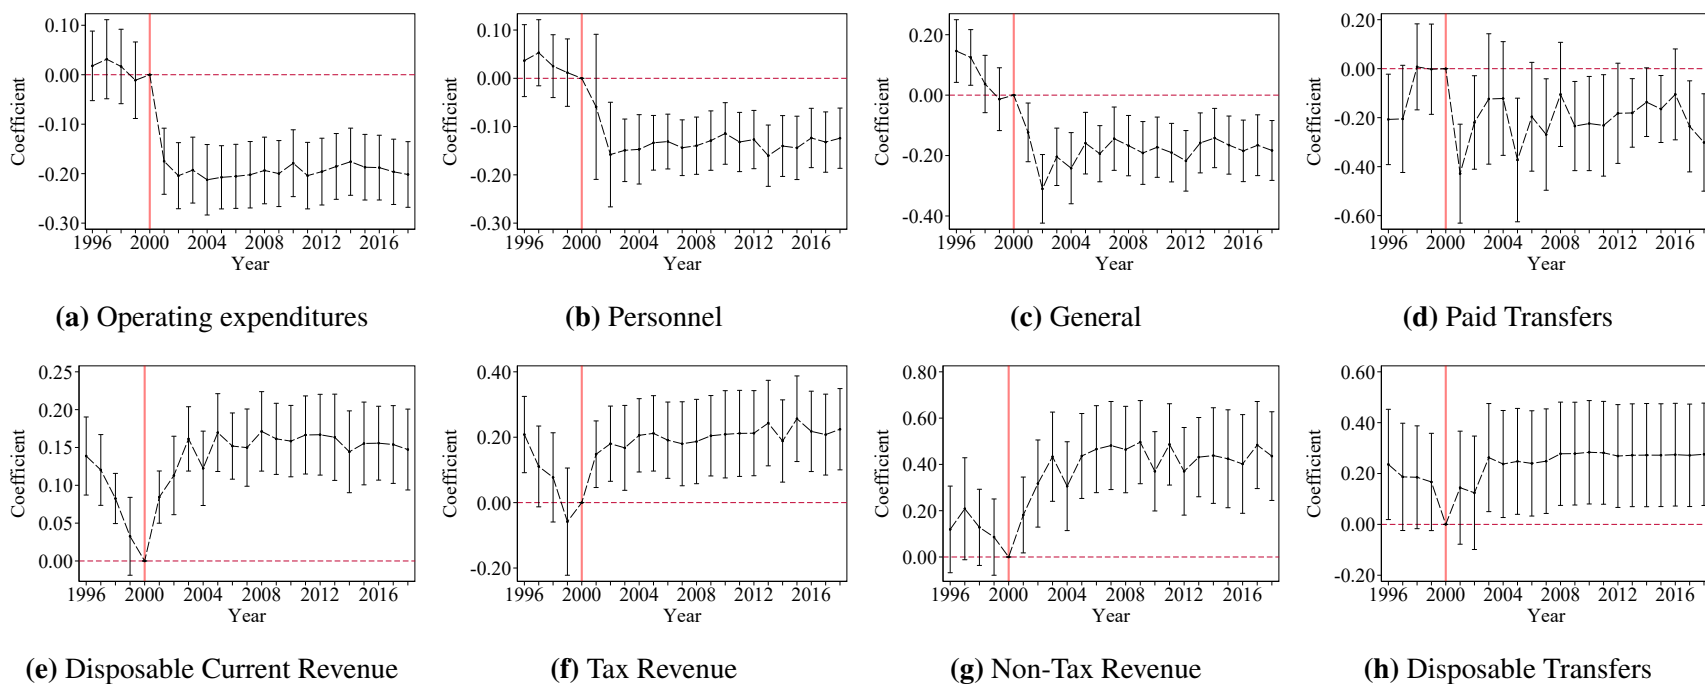 0.10
0.00
-0.10
-0.20
-0.30
Coefficient
1996 2000 2004 2008 2012 2016
Year
(a) Operating expenditures
0.10
0.00
-0.10
-0.20
-0.30
Coefficient
1996 2000 2004 2008 2012 2016
Year
(b) Personnel
0.20
0.00
-0.20
-0.40
Coefficient
1996 2000 2004 2008 2012 2016
Year
(c) General
0.20
0.00
-0.20
-0.40
-0.60
Coefficient
1996 2000 2004 2008 2012 2016
Year
(d) Paid Transfers
0.25
0.20
0.15
0.10
0.05
0.00
Coefficient
1996 2000 2004 2008 2012 2016
Year
(e) Disposable Current Revenue
0.40
0.20
0.00
-0.20
Coefficient
1996 2000 2004 2008 2012 2016
Year
(f) Tax Revenue
0.80
0.60
0.40
0.20
0.00
Coefficient
1996 2000 2004 2008 2012 2016
Year
(g) Non-Tax Revenue
0.60
0.40
0.20
0.00
-0.20
Coefficient
1996 2000 2004 2008 2012 2016
Year
(h) Disposable Transfers